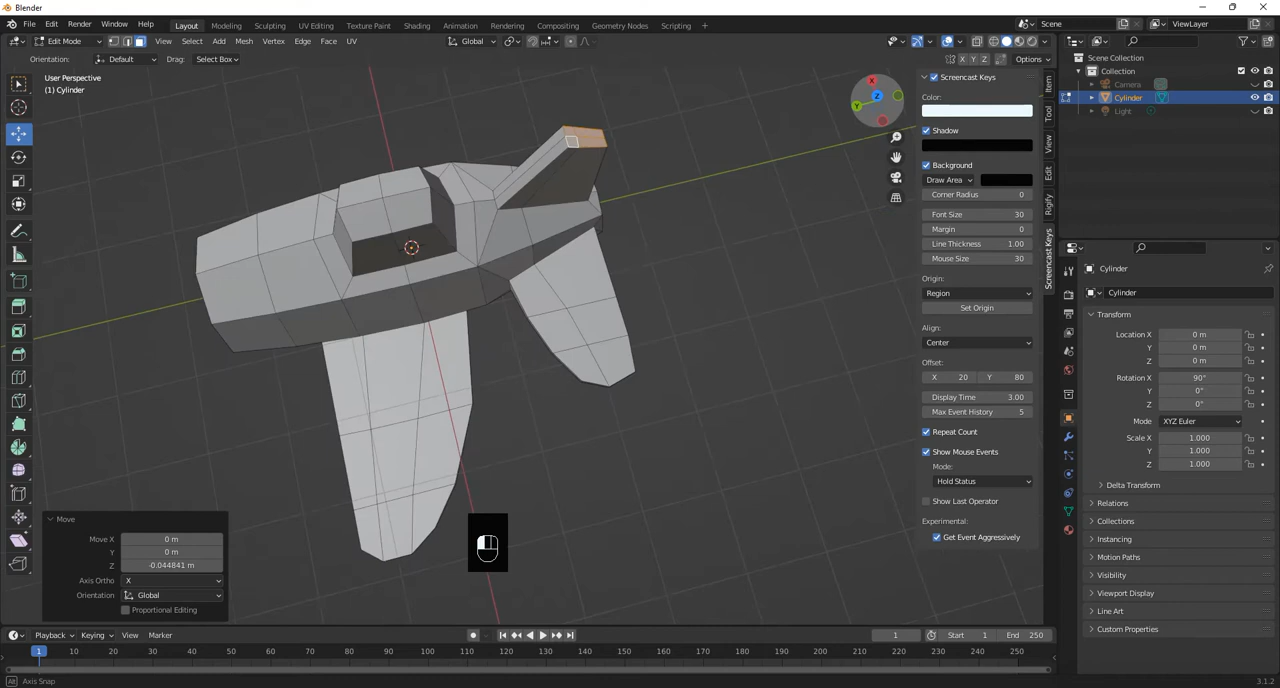 Blender
File Edit Render Window Help
Layout Modeling Sculpting UV Editing Texture Paint Shading Animation Rendering Compositing Geometry Nodes Scripting +
Scene
ViewLayer
Edit Mode
View Select Add Mesh Vertex Edge Face UV
Global
Orientation: Default Drag: Select Box
X Y Z Options
User Perspective
(1) Cylinder
X
Y
Z
Screencast Keys
Color:
Shadow
Background
Draw Area
Corner Radius 0
Font Size 30
Margin 0
Line Thickness 1.00
Mouse Size 30
Origin:
Region
Set Origin
Align:
Center
Offset:
X 20 Y 80
Display Time 3.00
Max Event History 5
Repeat Count
Show Mouse Events
Mode:
Hold Status
Show Last Operator
Experimental:
Get Event Aggressively
Item
Tool
View
Edit
Rigify
Screencast Keys
Scene Collection
Collection
Camera
Cylinder
Light
Cylinder
Cylinder
Transform
Location X 0 m
Y 0 m
Z 0 m
Rotation X 90°
Y 0°
Z 0°
Mode XYZ Euler
Scale X 1.000
Y 1.000
Z 1.000
Delta Transform
Relations
Collections
Instancing
Motion Paths
Visibility
Viewport Display
Line Art
Custom Properties
Move
Move X 0 m
Y 0 m
Z -0.044841 m
Axis Ortho X
Orientation Global
Proportional Editing
Playback Keying View Marker
1 Start 1 End 250
1 10 20 30 40 50 60 70 80 90 100 110 120 130 140 150 160 170 180 190 200 210 220 230 240 250
Alt Axis Snap
3.1.2